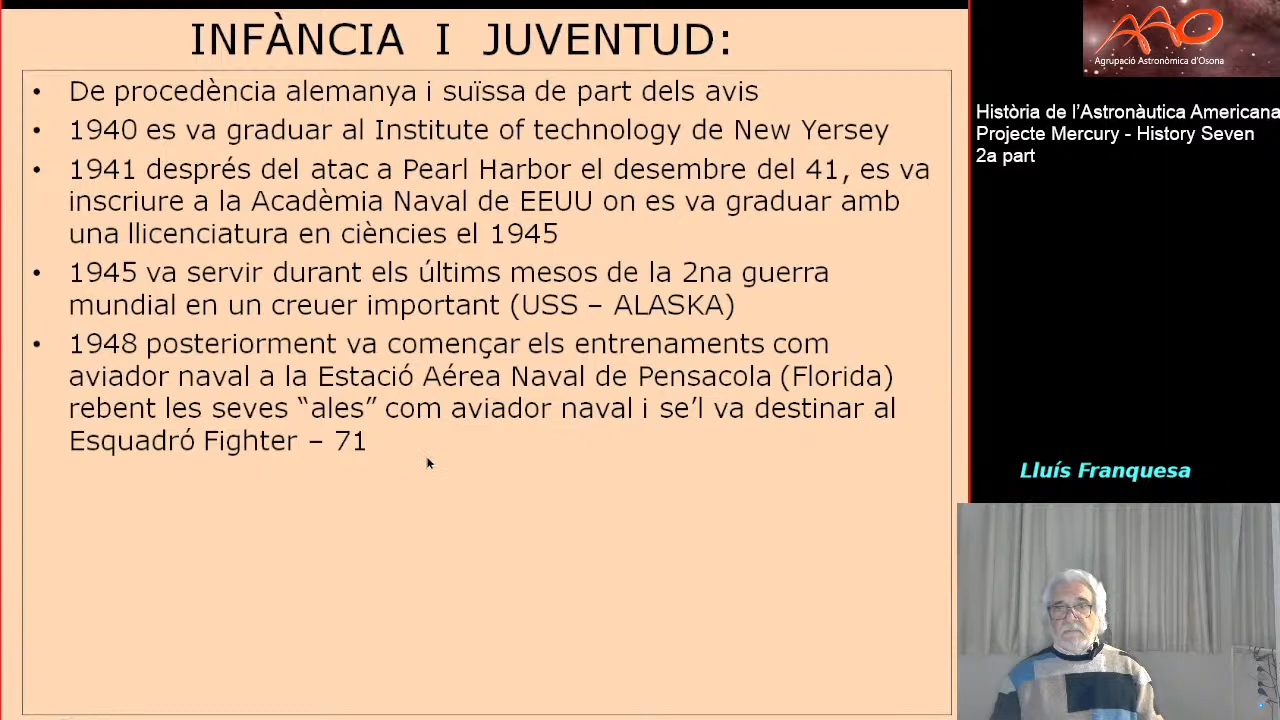 INFÀNCIA I JUVENTUD:
• De procedència alemanya i suïssa de part dels avis
• 1940 es va graduar al Institute of technology de New Yersey
• 1941 després del atac a Pearl Harbor el desembre del 41, es va
inscriure a la Acadèmia Naval de EEUU on es va graduar amb
una llicenciatura en ciències el 1945
• 1945 va servir durant els últims mesos de la 2na guerra
mundial en un creuer important (USS – ALASKA)
• 1948 posteriorment va començar els entrenaments com
aviador naval a la Estació Aérea Naval de Pensacola (Florida)
rebent les seves “ales” com aviador naval i se’l va destinar al
Esquadró Fighter – 71
AAO
Agrupació Astronòmica d’Osona
Història de l’Astronàutica Americana
Projecte Mercury - History Seven
2a part
Lluís Franquesa